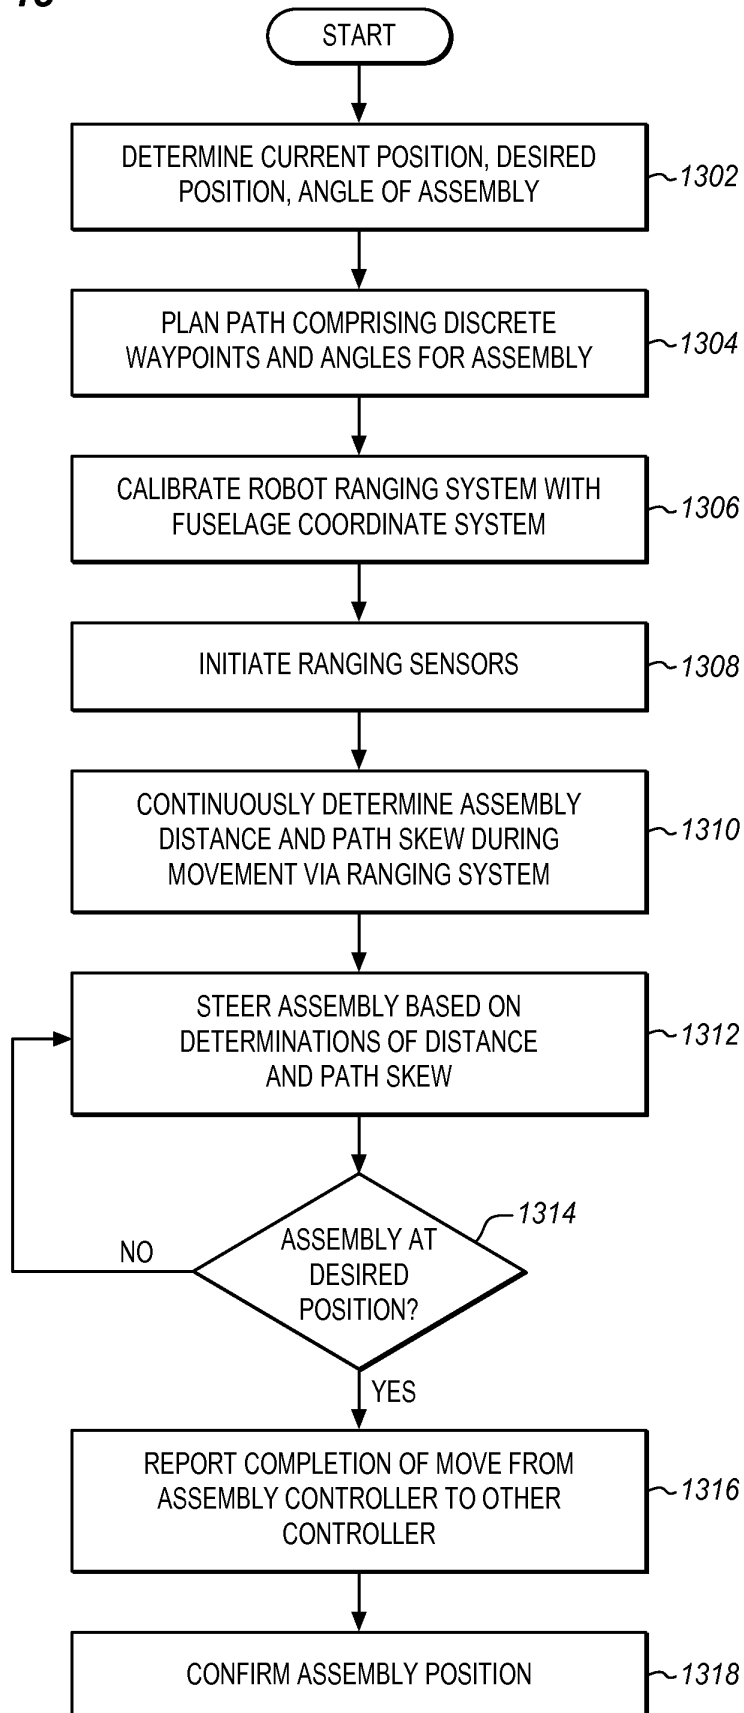 START
DETERMINE CURRENT POSITION, DESIRED
POSITION, ANGLE OF ASSEMBLY
1302
PLAN PATH COMPRISING DISCRETE
WAYPOINTS AND ANGLES FOR ASSEMBLY
1304
CALIBRATE ROBOT RANGING SYSTEM WITH
FUSELAGE COORDINATE SYSTEM
1306
INITIATE RANGING SENSORS
1308
CONTINUOUSLY DETERMINE ASSEMBLY
DISTANCE AND PATH SKEW DURING
MOVEMENT VIA RANGING SYSTEM
1310
STEER ASSEMBLY BASED ON
DETERMINATIONS OF DISTANCE
AND PATH SKEW
1312
1314
ASSEMBLY AT
DESIRED
POSITION?
NO
YES
REPORT COMPLETION OF MOVE FROM
ASSEMBLY CONTROLLER TO OTHER
CONTROLLER
1316
CONFIRM ASSEMBLY POSITION
1318